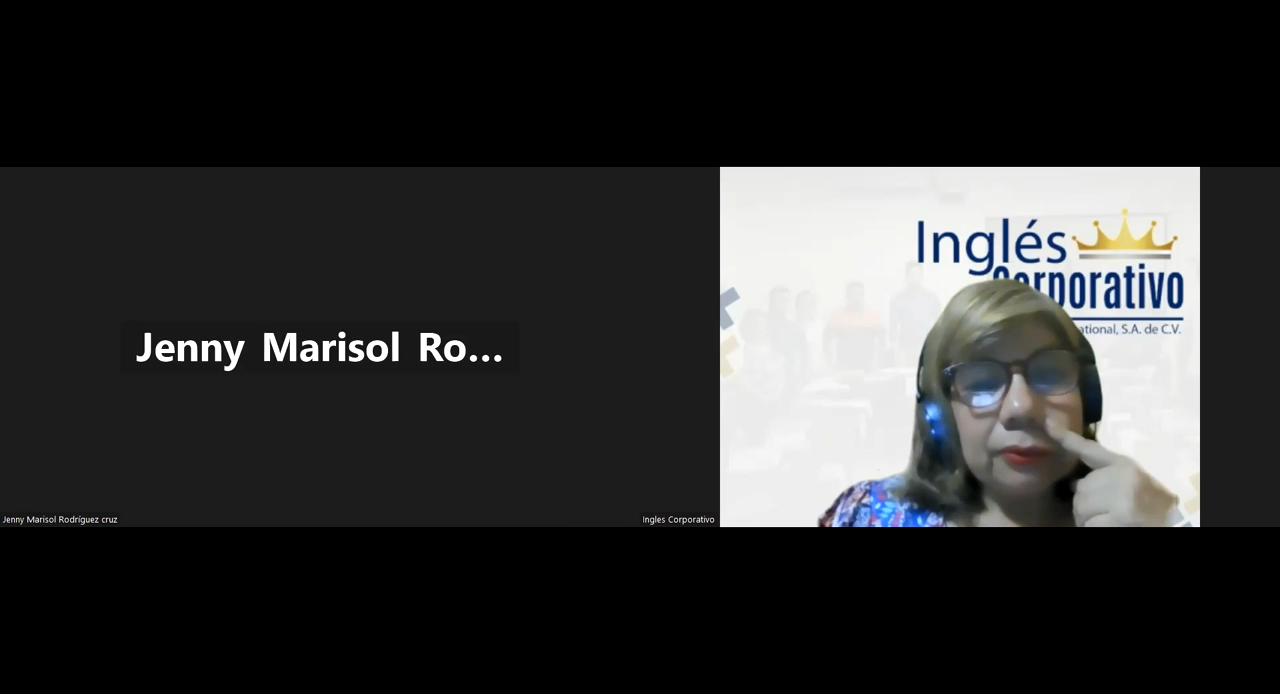 Jenny Marisol Ro...
Jenny Marisol Rodríguez cruz
Inglés
Corporativo
ational, S.A. de C.V.
Ingles Corporativo